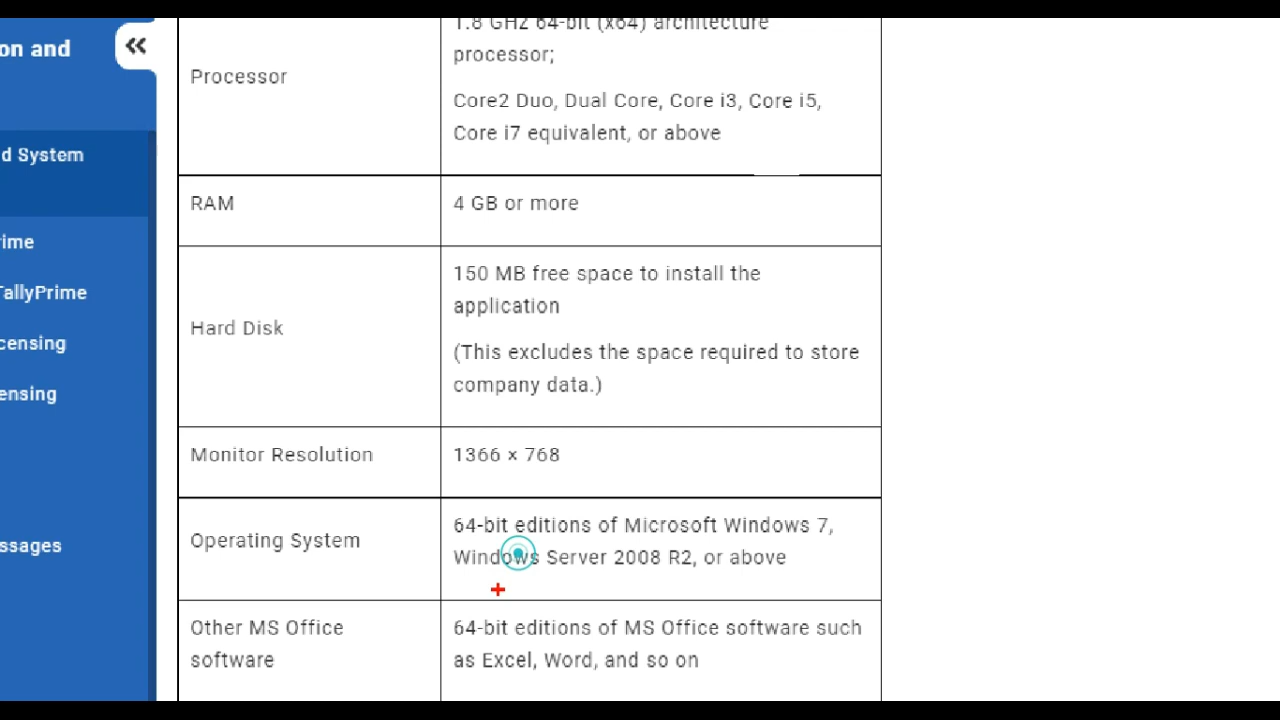 on and
d System
ime
TallyPrime
censing
ensing
ssages
1.8 GHz 64-bit (x64) architecture
processor;
Processor
Core2 Duo, Dual Core, Core i3, Core i5,
Core i7 equivalent, or above
RAM
4 GB or more
150 MB free space to install the
application
Hard Disk
(This excludes the space required to store
company data.)
Monitor Resolution
1366 × 768
Operating System
64-bit editions of Microsoft Windows 7,
Windows Server 2008 R2, or above
Other MS Office
software
64-bit editions of MS Office software such
as Excel, Word, and so on